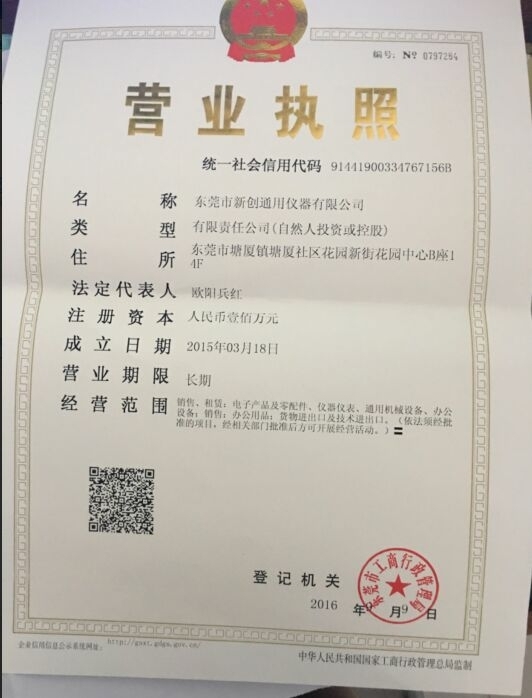 编号: № 0797254
营业执照
统一社会信用代码 91441900334767156B
名称 东莞市新创通用仪器有限公司
类型 有限责任公司(自然人投资或控股)
住所 东莞市塘厦镇塘厦社区花园新街花园中心B座1
4F
法定代表人 欧阳兵红
注册资本 人民币壹佰万元
成立日期 2015年03月18日
营业期限 长期
经营范围 销售、租赁：电子产品及零配件、仪器仪表、通用机械设备、办公
设备；销售：办公用品；货物进出口及技术进出口。（依法须经批
准的项目，经相关部门批准后方可开展经营活动。）
登记机关
东莞市工商行政管理局
2016 年 9 月 9 日
企业信用信息公示系统网址: http://gsxt.gdgs.gov.cn/
中华人民共和国国家工商行政管理总局监制